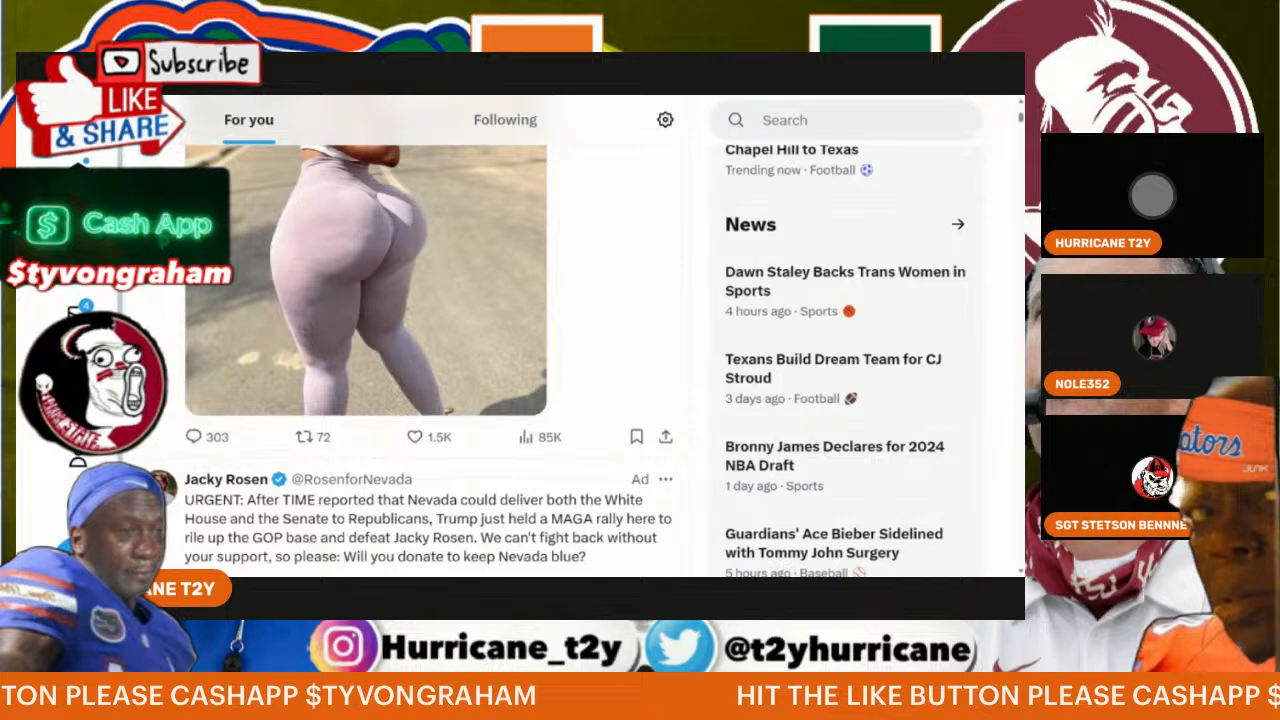 Subscribe
LIKE
& SHARE
For you
Following
Search
Chapel Hill to Texas
Trending now · Football
Cash App
$tyvongraham
News
Dawn Staley Backs Trans Women in
Sports
4 hours ago · Sports
Texans Build Dream Team for CJ
Stroud
3 days ago · Football
Bronny James Declares for 2024
NBA Draft
1 day ago · Sports
Guardians' Ace Bieber Sidelined
with Tommy John Surgery
5 hours ago · Baseball
4
303
72
1.5K
85K
Jacky Rosen @RosenforNevada
Ad
URGENT: After TIME reported that Nevada could deliver both the White
House and the Senate to Republicans, Trump just held a MAGA rally here to
rile up the GOP base and defeat Jacky Rosen. We can't fight back without
your support, so please: Will you donate to keep Nevada blue?
HURRICANE T2Y
NOLE352
SGT STETSON BENNNE
ators
ANE T2Y
Hurricane_t2y
@t2yhurricane
TON PLEASE CASHAPP $TYVONGRAHAM
HIT THE LIKE BUTTON PLEASE CASHAPP $